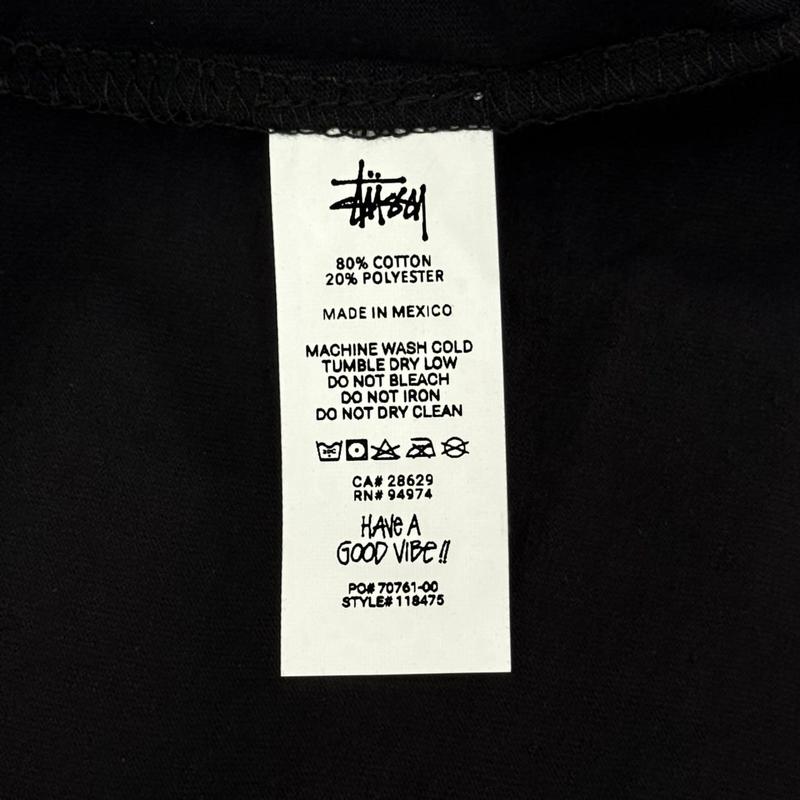 Stüssy
80% COTTON
20% POLYESTER
MADE IN MEXICO
MACHINE WASH COLD
TUMBLE DRY LOW
DO NOT BLEACH
DO NOT IRON
DO NOT DRY CLEAN
30C
CA# 28629
RN# 94974
HAVE A
GOOD VIBE!!
PO# 70761-00
STYLE# 118475